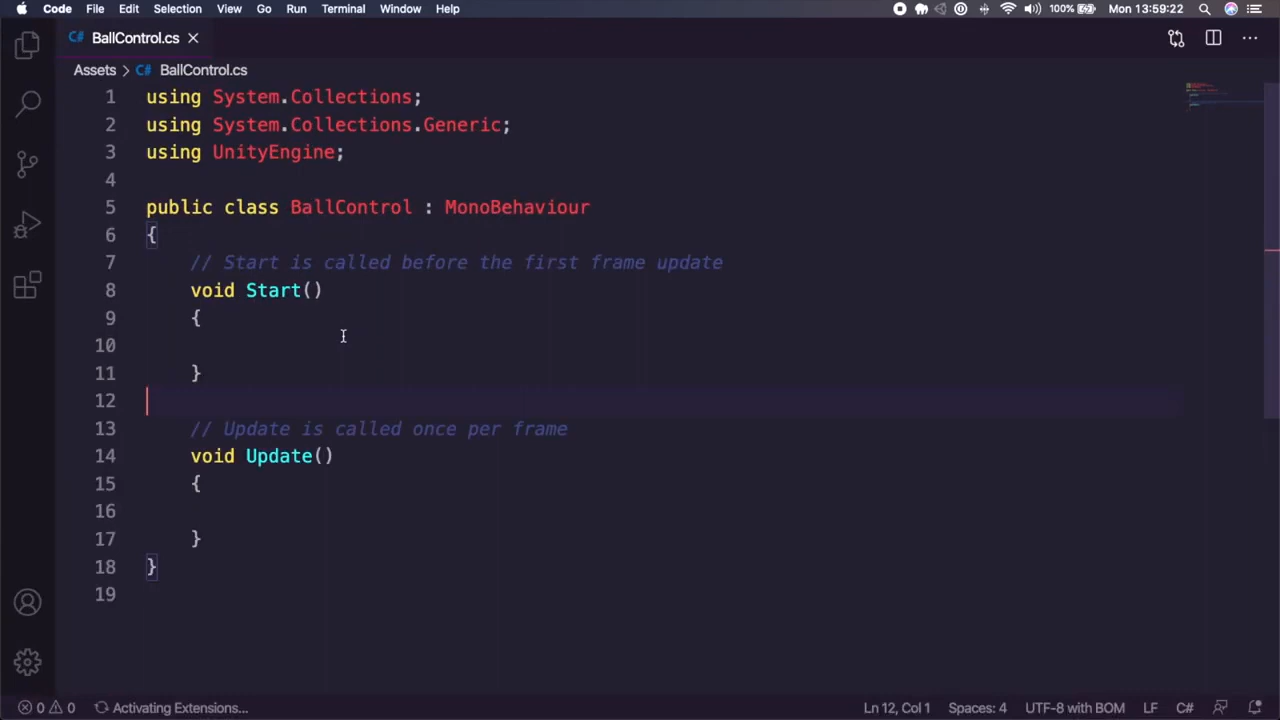 Code File Edit Selection View Go Run Terminal Window Help 100% Mon 13:59:22
C# BallControl.cs
Assets > C# BallControl.cs
1 using System.Collections;
2 using System.Collections.Generic;
3 using UnityEngine;
4
5 public class BallControl : MonoBehaviour
6 {
7 // Start is called before the first frame update
8 void Start()
9 {
10
11 }
12
13 // Update is called once per frame
14 void Update()
15 {
16
17 }
18 }
19
0 0 Activating Extensions... Ln 12, Col 1 Spaces: 4 UTF-8 with BOM LF C#